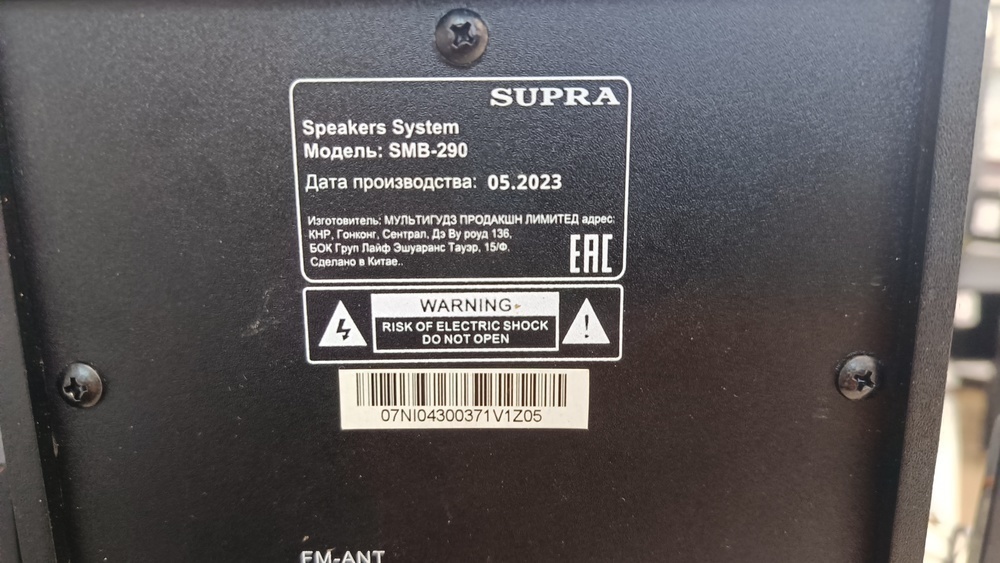 SUPRA
Speakers System
Модель: SMB-290
Дата производства: 05.2023
Изготовитель: МУЛЬТИГУДЗ ПРОДАКШН ЛИМИТЕД адрес:
КНР, Гонконг, Сентрал, Дэ Ву роуд 136,
БОК Груп Лайф Эшуаранс Тауэр, 15/Ф.
Сделано в Китае..
EAC
WARNING
RISK OF ELECTRIC SHOCK
DO NOT OPEN
07NI04300371V1Z05
FM-ANT